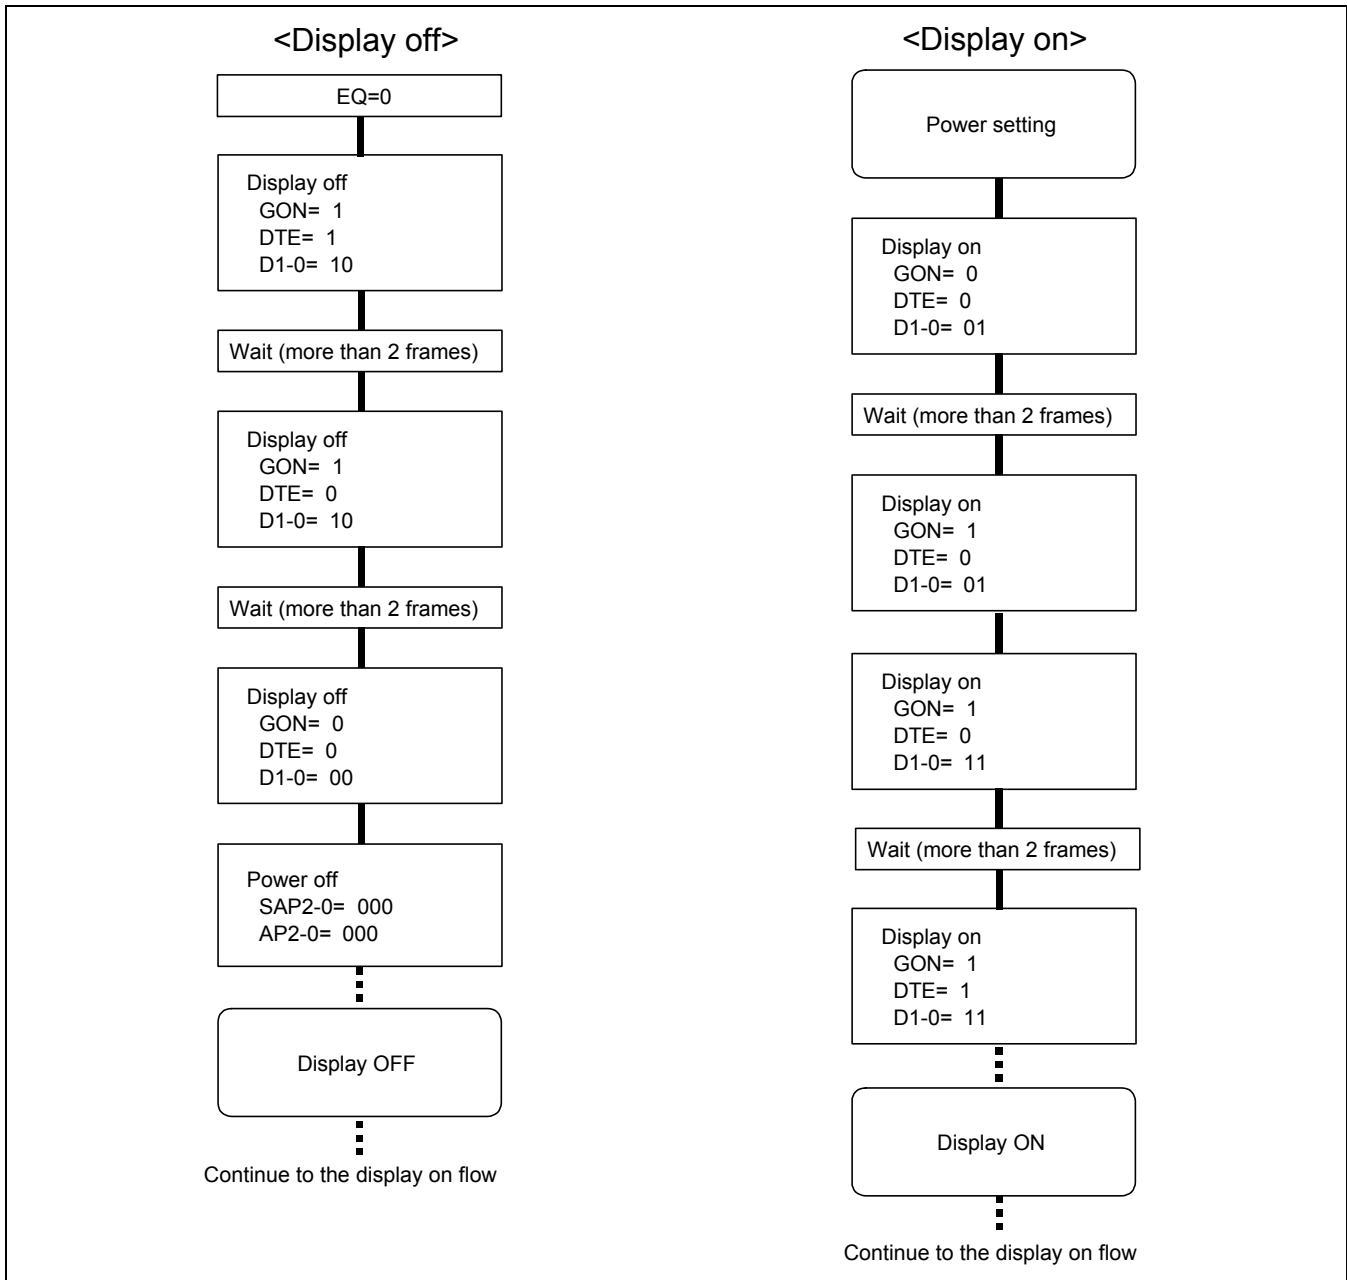 <Display off>
EQ=0
Display off
GON= 1
DTE= 1
D1-0= 10
Wait (more than 2 frames)
Display off
GON= 1
DTE= 0
D1-0= 10
Wait (more than 2 frames)
Display off
GON= 0
DTE= 0
D1-0= 00
Power off
SAP2-0= 000
AP2-0= 000
Display OFF
Continue to the display on flow
<Display on>
Power setting
Display on
GON= 0
DTE= 0
D1-0= 01
Wait (more than 2 frames)
Display on
GON= 1
DTE= 0
D1-0= 01
Display on
GON= 1
DTE= 0
D1-0= 11
Wait (more than 2 frames)
Display on
GON= 1
DTE= 1
D1-0= 11
Display ON
Continue to the display on flow